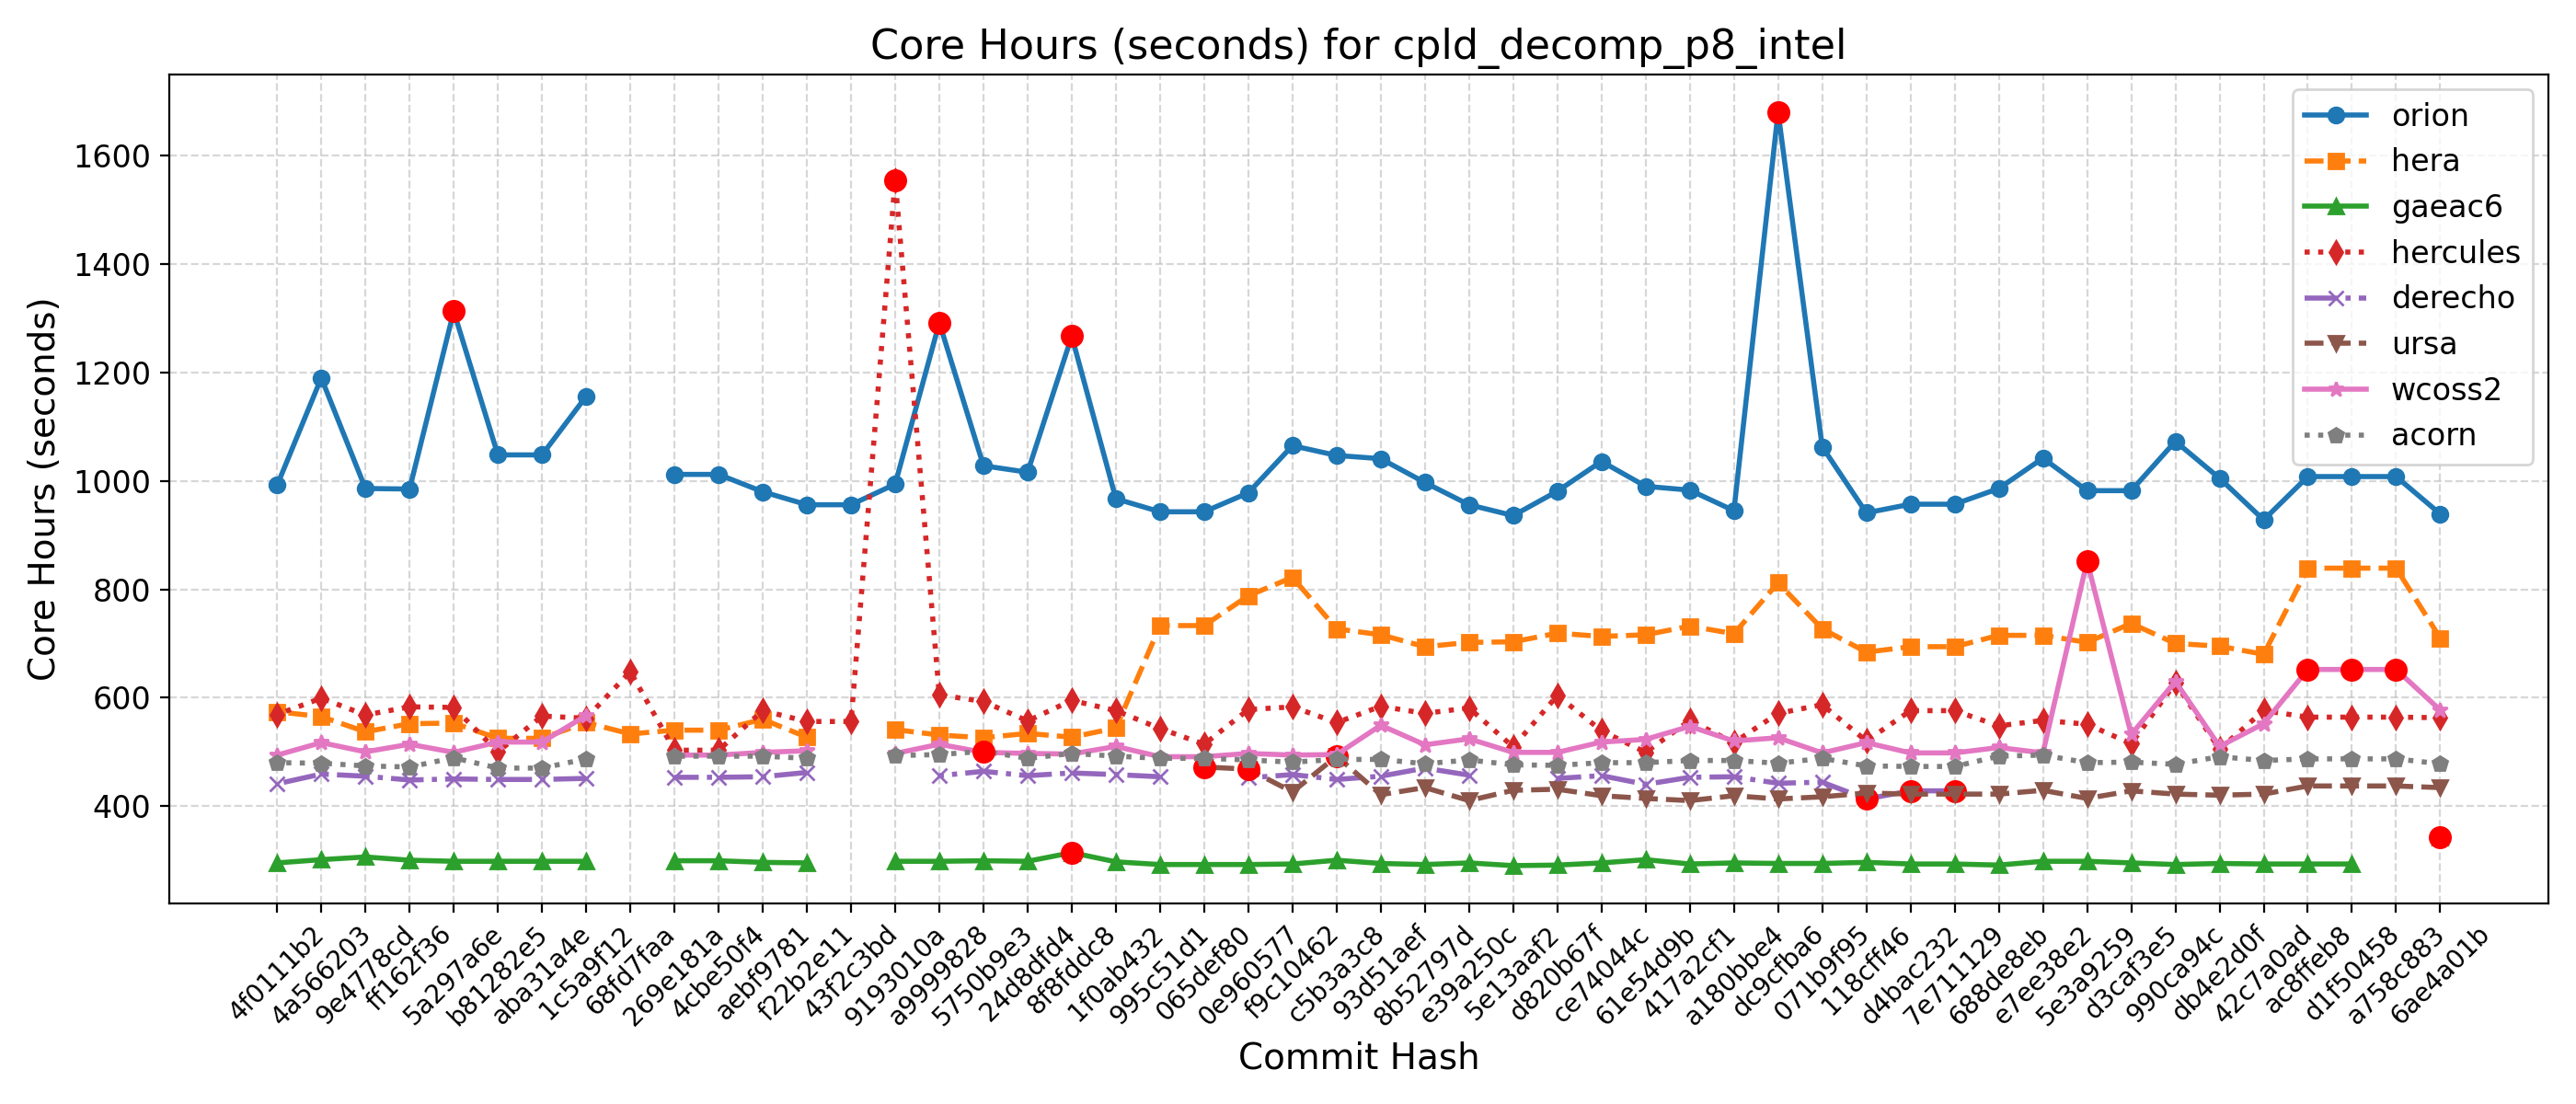 Core Hours (seconds) for cpld_decomp_p8_intel
Core Hours (seconds)
1600
1400
1200
1000
800
600
400
orion
hera
gaeac6
hercules
derecho
ursa
wcoss2
acorn
4f0111b2
4a566203
9e4778cd
ff162f36
5a297a6e
b81282e5
aba31a4e
1c5a9f12
68fd7faa
269e181a
4cbe50f4
aebf9781
f22b2e11
43f2c3bd
9193010a
a9999828
5750b9e3
24d8dfd4
8f8fddc8
1f0ab432
995c51d1
065def80
0e960577
f9c10462
c5b3a3c8
93d51aef
8b52797d
e39a250c
5e13aaf2
d820b67f
ce74044c
61e54d9b
417a2cf1
a180bbe4
dc9cfba6
071b9f95
118cff46
d4bac232
7e711129
688de8eb
e7ee38e2
5e3a9259
d3caf3e5
990ca94c
db4e2d0f
42c7a0ad
ac8ffeb8
d1f50458
a758c883
6ae4a01b
Commit Hash